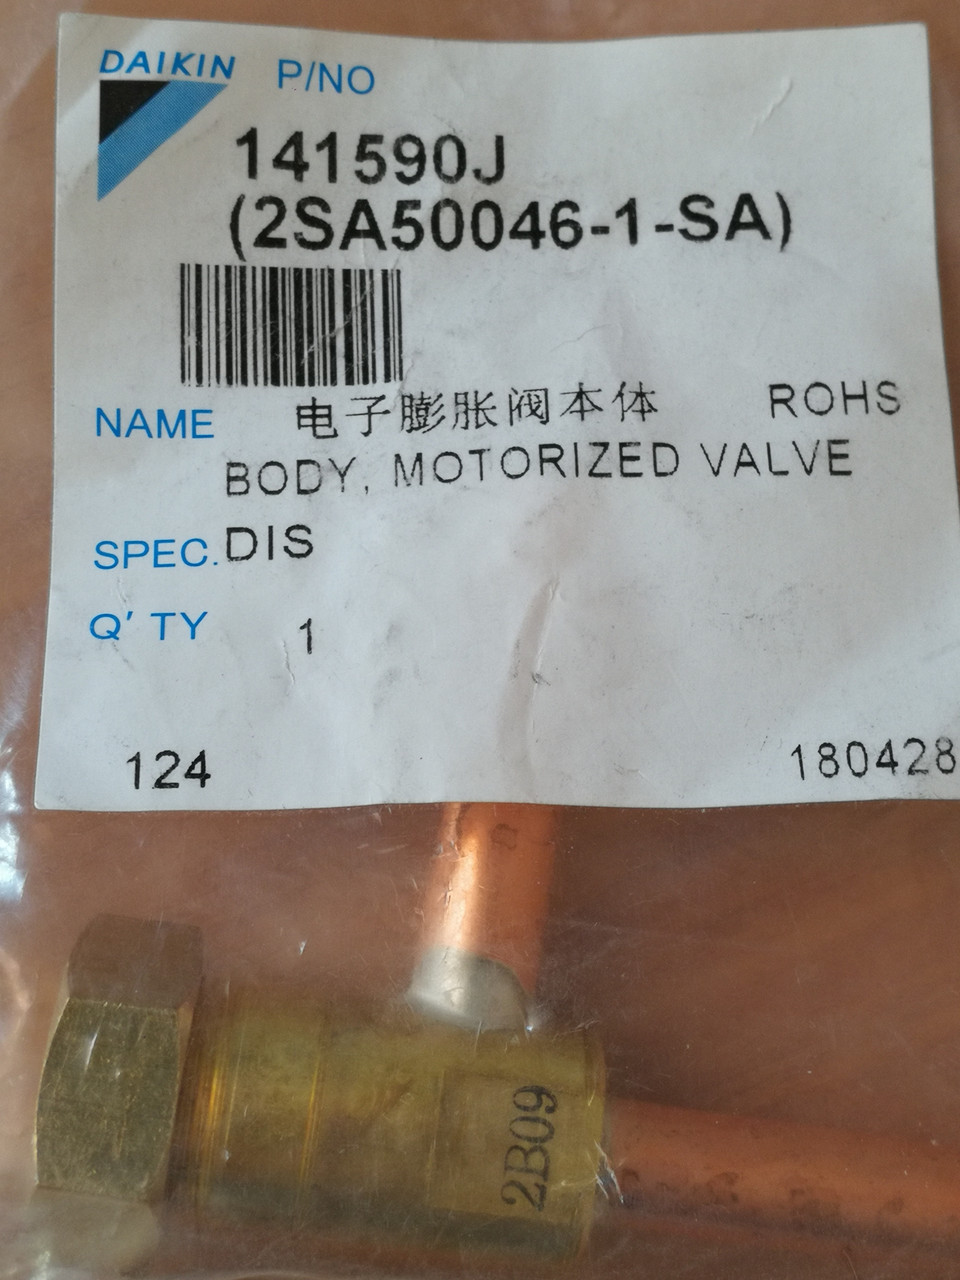 DAIKIN P/NO
141590J
(2SA50046-1-SA)
NAME 电子膨胀阀本体 ROHS
BODY, MOTORIZED VALVE
SPEC. DIS
Q'TY 1
124 180428
2B09